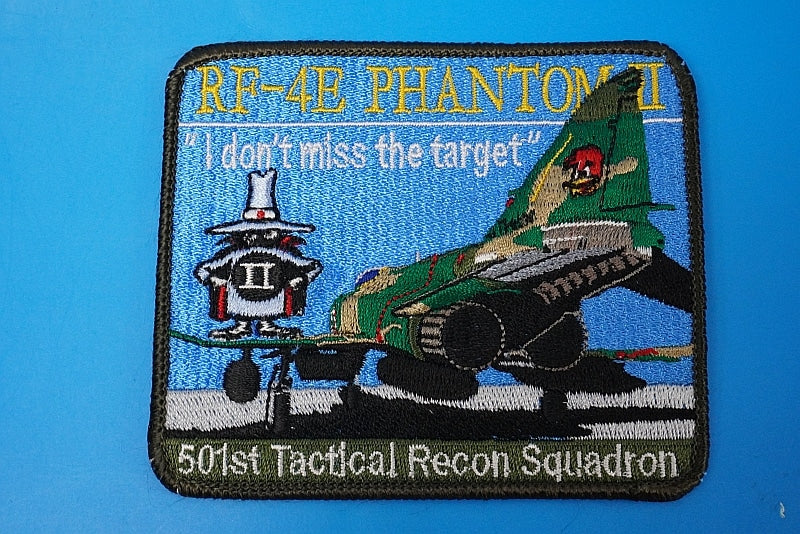 RF-4E PHANTOM II
"I don't miss the target"
II
501st Tactical Recon Squadron